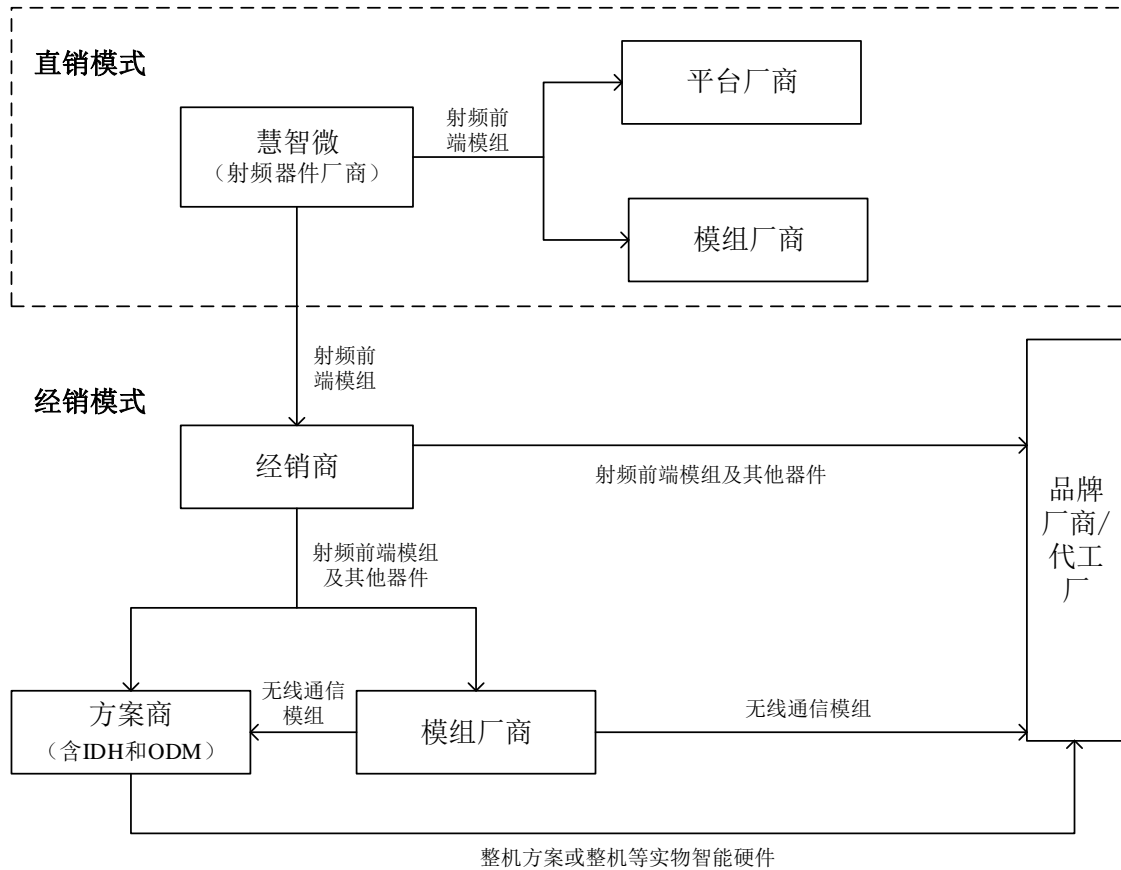 直销模式
平台厂商
慧智微
（射频器件厂商）
射频前
端模组
模组厂商
射频前
端模组
经销模式
经销商
射频前端模组及其他器件
品牌
厂商/
代工
厂
射频前端模组
及其他器件
方案商
（含IDH和ODM）
无线通信
模组
模组厂商
无线通信模组
整机方案或整机等实物智能硬件